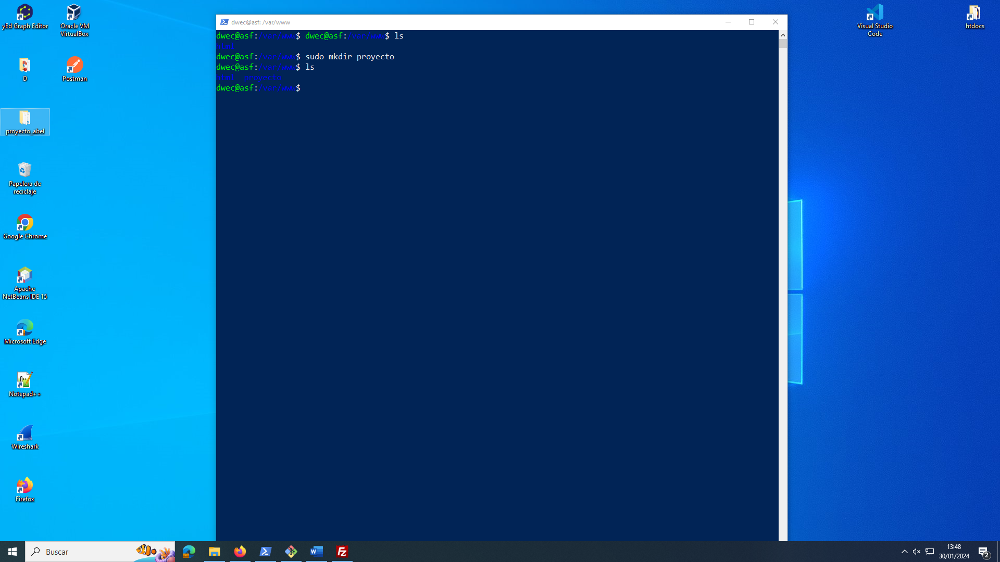 yEd Graph Editor
Oracle VM
VirtualBox
Visual Studio
Code
htdocs
dwec@asf: /var/www
dwec@asf:/var/www$ dwec@asf:/var/www$ ls
html
dwec@asf:/var/www$ sudo mkdir proyecto
dwec@asf:/var/www$ ls
html  proyecto
dwec@asf:/var/www$
D
Postman
proyecto_abel
Papelera de
reciclaje
Google Chrome
Apache
NetBeans IDE 15
Microsoft Edge
Notepad++
Wireshark
Firefox
Buscar
13:48
30/01/2024
2